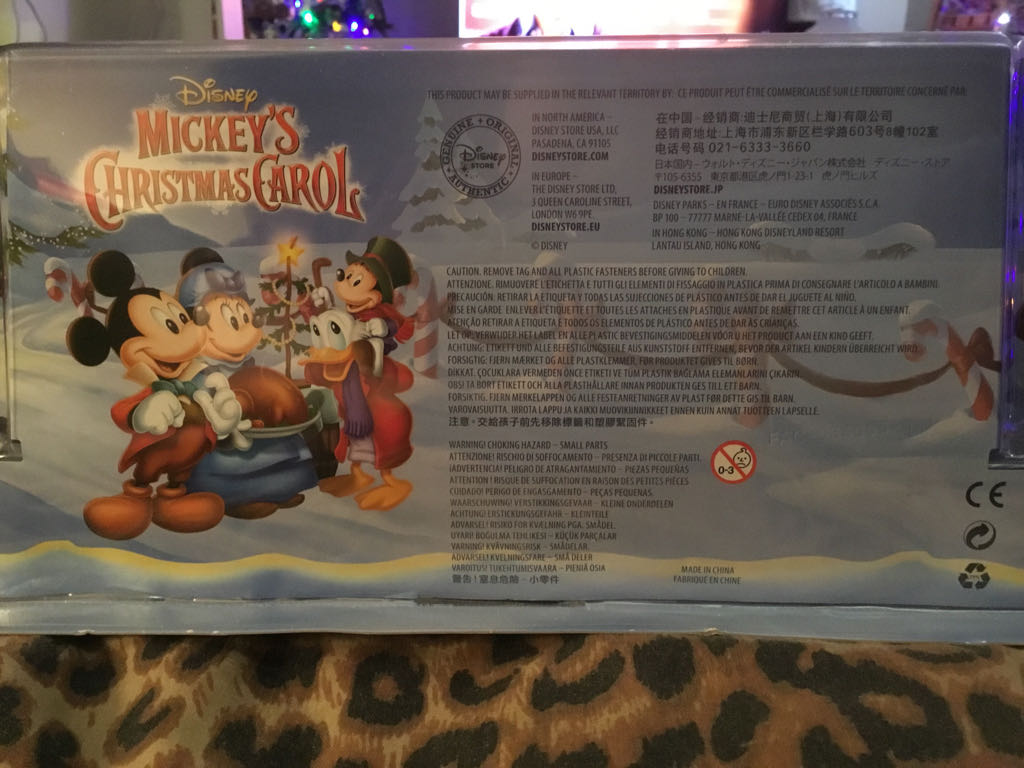 Disney
MICKEY'S
CHRISTMAS CAROL
THIS PRODUCT MAY BE SUPPLIED IN THE RELEVANT TERRITORY BY: CE PRODUIT PEUT ÊTRE COMMERCIALISÉ SUR LE TERRITOIRE CONCERNÉ PAR:
GENUINE • ORIGINAL
Disney
STORE
AUTHENTIC
IN NORTH AMERICA –
DISNEY STORE USA, LLC
PASADENA, CA 91105
DISNEYSTORE.COM
IN EUROPE –
THE DISNEY STORE LTD,
3 QUEEN CAROLINE STREET,
LONDON W6 9PE.
DISNEYSTORE.EU
© DISNEY
在中国 - 经销商:迪士尼商贸(上海)有限公司
经销商地址:上海市浦东新区栏学路603号8幢102室
电话号码 021-6333-3660
日本国内 - ウォルト・ディズニー・ジャパン株式会社 ディズニー・ストア
〒105-6355 東京都港区虎ノ門1-23-1 虎ノ門ヒルズ
DISNEYSTORE.JP
DISNEY PARKS – EN FRANCE – EURO DISNEY ASSOCIÉS S.C.A.
BP 100 – 77777 MARNE-LA-VALLÉE CEDEX 04, FRANCE
IN HONG KONG – HONG KONG DISNEYLAND RESORT
LANTAU ISLAND, HONG KONG
CAUTION. REMOVE TAG AND ALL PLASTIC FASTENERS BEFORE GIVING TO CHILDREN.
ATTENZIONE. RIMUOVERE L'ETICHETTA E TUTTI GLI ELEMENTI DI FISSAGGIO IN PLASTICA PRIMA DI CONSEGNARE L'ARTICOLO A BAMBINI.
PRECAUCIÓN: RETIRAR LA ETIQUETA Y TODAS LAS SUJECCIONES DE PLÁSTICO ANTES DE DAR EL JUGUETE AL NIÑO.
MISE EN GARDE. ENLEVER L'ÉTIQUETTE ET TOUTES LES ATTACHES EN PLASTIQUE AVANT DE REMETTRE CET ARTICLE À UN ENFANT.
ATENÇÃO RETIRAR A ETIQUETA E TODOS OS ELEMENTOS DE PLÁSTICO ANTES DE DAR ÀS CRIANÇAS.
LET OP: VERWIJDER HET LABEL EN ALLE PLASTIC BEVESTIGINGSMIDDELEN VÓÓR U HET PRODUCT AAN EEN KIND GEEFT.
ACHTUNG: ETIKETT UND ALLE BEFESTIGUNGSTEILE AUS KUNSTSTOFF ENTFERNEN, BEVOR DER ARTIKEL KINDERN ÜBERREICHT WIRD.
FORSIGTIG: FJERN MÆRKET OG ALLE PLASTIKLEMMER, FØR PRODUKTET GIVES TIL BØRN.
DIKKAT. ÇOCUKLARA VERMEDEN ÖNCE ETİKETİ VE TÜM PLASTİK BAĞLAMA ELEMANLARINI ÇIKARIN.
OBS! TA BORT ETIKETT OCH ALLA PLASTHÅLLARE INNAN PRODUKTEN GES TILL ETT BARN.
FORSIKTIG. FJERN MERKELAPPEN OG ALLE FESTEANRETNINGER AV PLAST FØR DETTE GIS TIL BARN.
VAROVAISUUTTA. IRROTA LAPPU JA KAIKKI MUOVIKIINNIKKEET ENNEN KUIN ANNAT TUOTTEEN LAPSELLE.
注意。交給孩子前先移除標籤和塑膠緊固件。
WARNING! CHOKING HAZARD – SMALL PARTS
ATTENZIONE! RISCHIO DI SOFFOCAMENTO – PRESENZA DI PICCOLE PARTI.
¡ADVERTENCIA! PELIGRO DE ATRAGANTAMIENTO – PIEZAS PEQUEÑAS
ATTENTION ! RISQUE DE SUFFOCATION EN RAISON DES PETITS PIÈCES
CUIDADO! PERIGO DE ENGASGAMENTO – PEÇAS PEQUENAS.
WAARSCHUWING! VERSTIKKINGSGEVAAR – KLEINE ONDERDELEN
ACHTUNG! ERSTICKUNGSGEFAHR – KLEINTEILE
ADVARSEL! RISIKO FOR KVÆLNING PGA. SMÅDEL.
UYARI! BOĞULMA TEHLİKESİ – KÜÇÜK PARÇALAR
VARNING! KVÄVNINGSRISK – SMÅDELAR.
ADVARSEL! KVELNINGSFARE – SMÅ DELER
VAROITUS! TUKEHTUMISVAARA – PIENIÄ OSIA
警告!窒息危險 - 小零件
0-3
MADE IN CHINA
FABRIQUÉ EN CHINE
CE